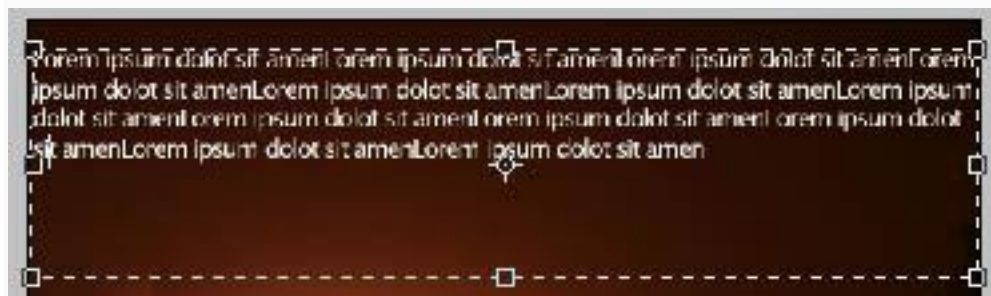 Lorem ipsum dolot sit amenLorem ipsum dolot sit amenLorem ipsum dolot sit amenLorem
ipsum dolot sit amenLorem ipsum dolot sit amenLorem ipsum dolot sit amenLorem ipsum
dolot sit amenLorem ipsum dolot sit amenLorem ipsum dolot sit amenLorem ipsum dolot
sit amenLorem ipsum dolot sit amenLorem ipsum dolot sit amen